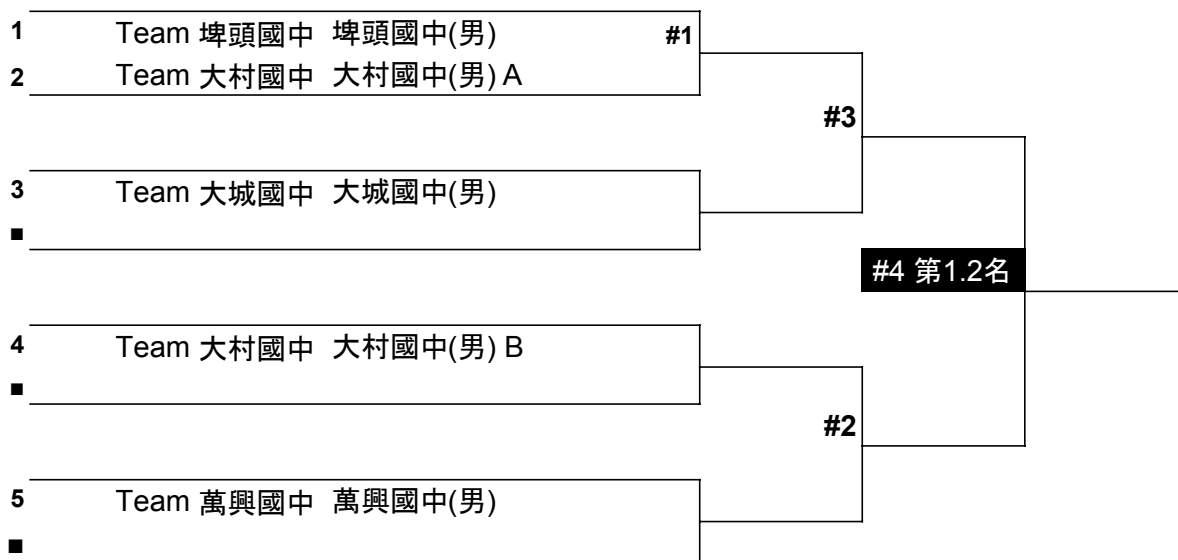 1 Team 埤頭國中 埤頭國中(男) #1
2 Team 大村國中 大村國中(男) A
#3
3 Team 大城國中 大城國中(男)
■
#4 第1.2名
4 Team 大村國中 大村國中(男) B
■
#2
5 Team 萬興國中 萬興國中(男)
■